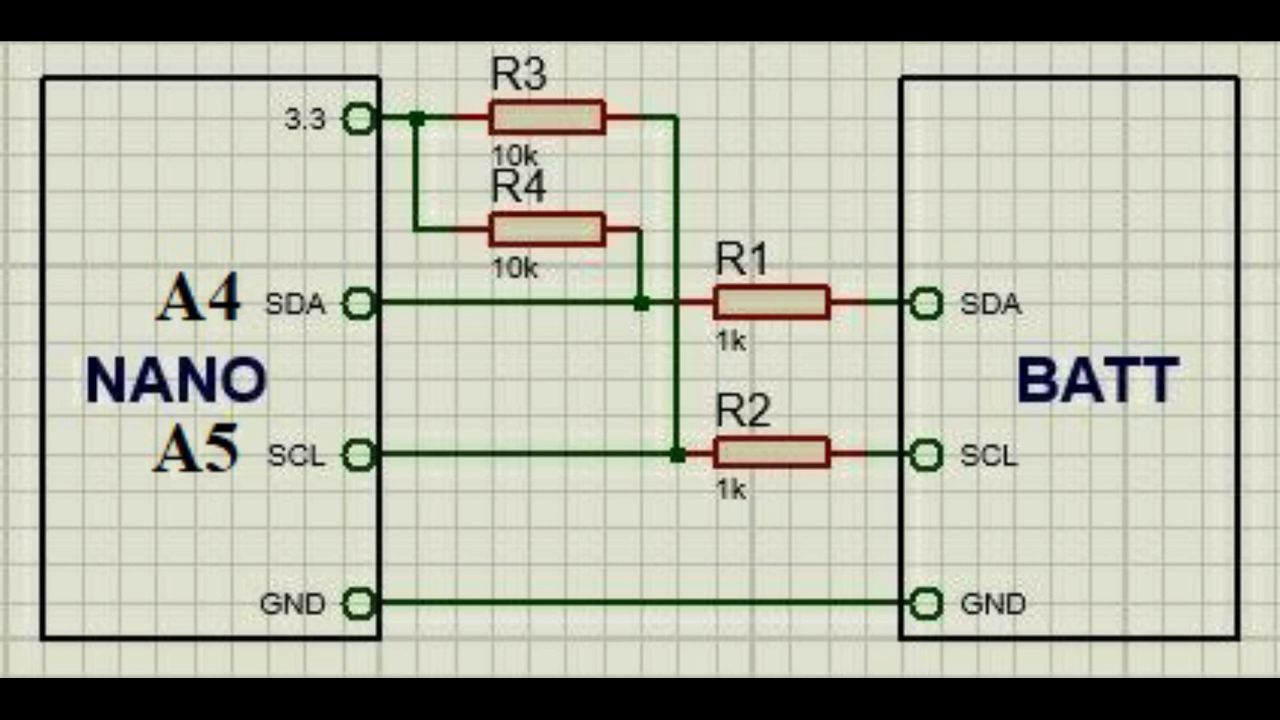 R3
3.3
10k
R4
10k
R1
A4 SDA
SDA
1k
NANO
BATT
R2
A5 SCL
SCL
1k
GND
GND